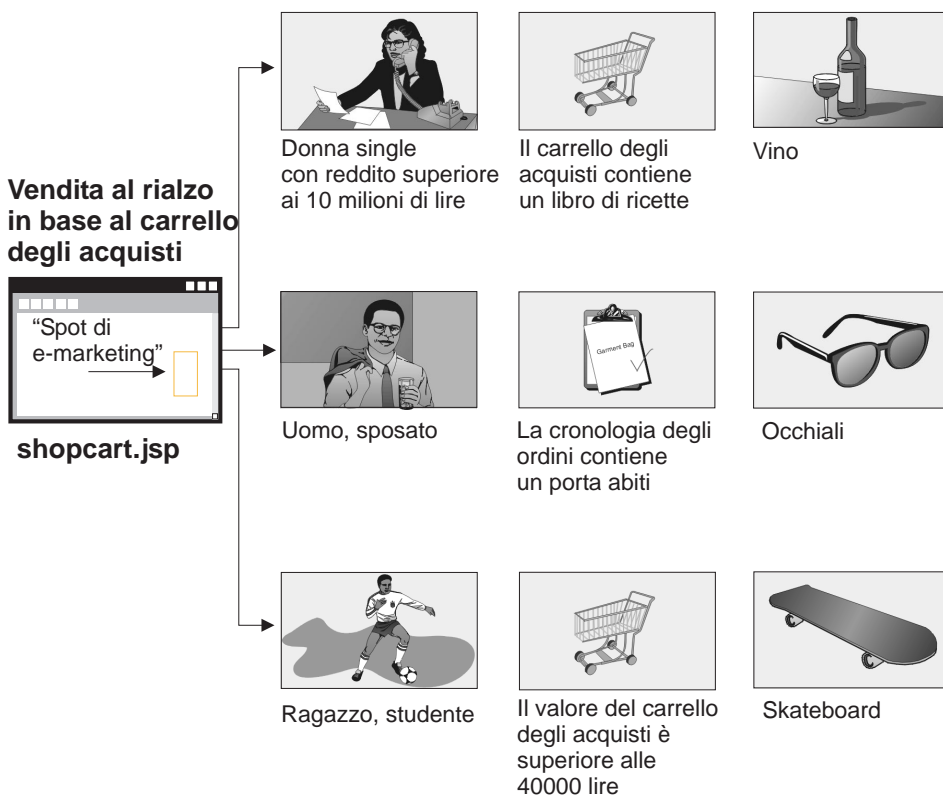 Vendita al rialzo
in base al carrello
degli acquisti
“Spot di
e-marketing”
shopcart.jsp
Donna single
con reddito superiore
ai 10 milioni di lire
Il carrello degli
acquisti contiene
un libro di ricette
Vino
Uomo, sposato
Garment Bag
La cronologia degli
ordini contiene
un porta abiti
Occhiali
Ragazzo, studente
Il valore del carrello
degli acquisti è
superiore alle
40000 lire
Skateboard